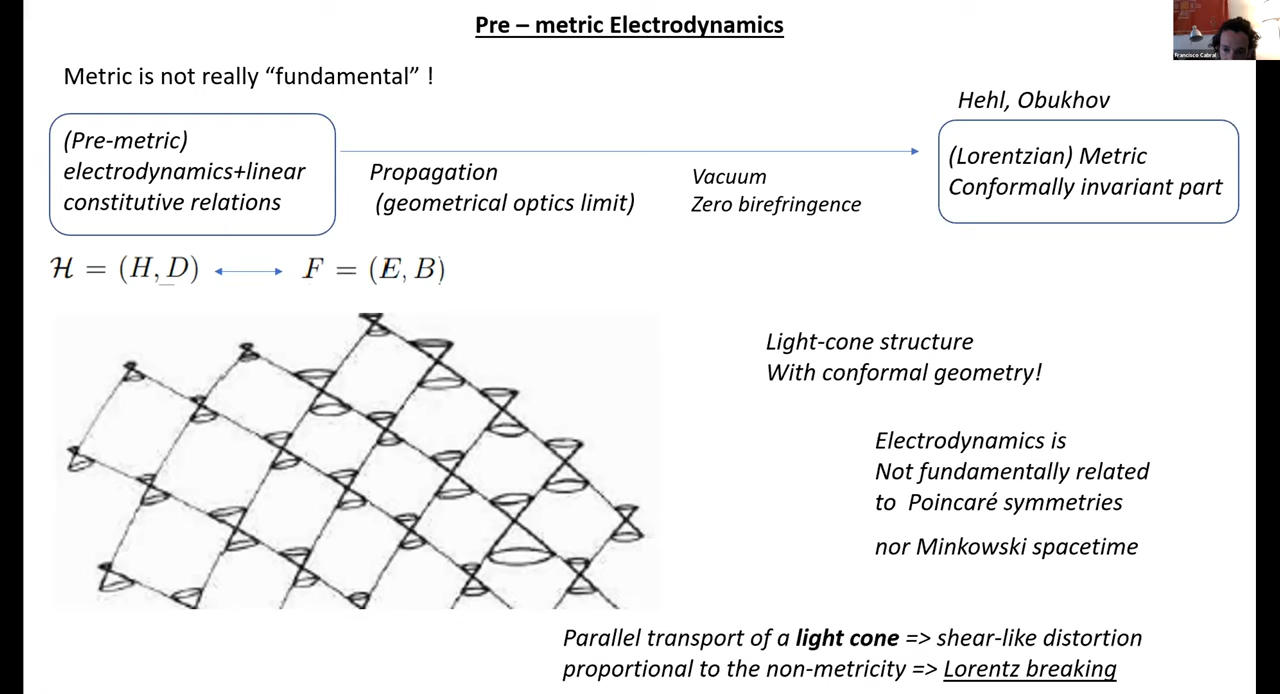 Pre – metric Electrodynamics
Francisco Cabral
Metric is not really “fundamental” !
Hehl, Obukhov
(Pre-metric)
electrodynamics+linear
constitutive relations
Propagation
(geometrical optics limit)
Vacuum
Zero birefringence
(Lorentzian) Metric
Conformally invariant part
ℋ = (H, D) ⟷ F = (E, B)
Light-cone structure
With conformal geometry!
Electrodynamics is
Not fundamentally related
to Poincaré symmetries
nor Minkowski spacetime
Parallel transport of a light cone => shear-like distortion
proportional to the non-metricity => Lorentz breaking